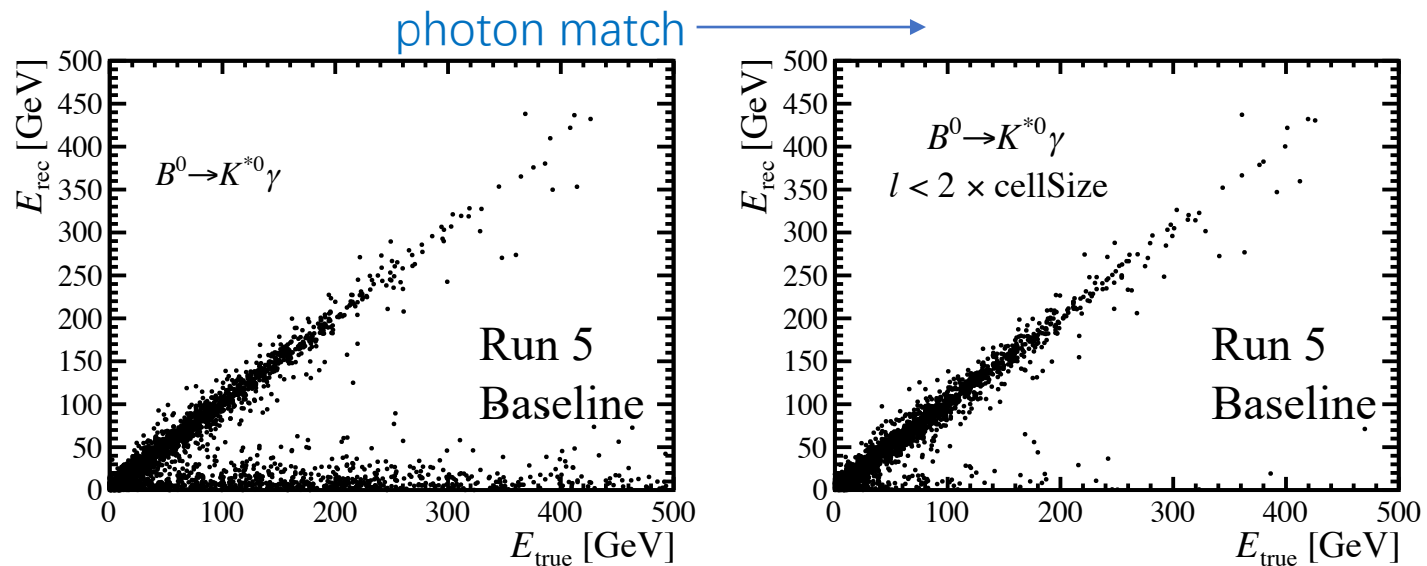 photon match
500
450
400
350
300
250
200
150
100
50
0
E_rec [GeV]
B^0→K^{*0}γ
Run 5
Baseline
0 100 200 300 400 500
E_true [GeV]
500
450
400
350
300
250
200
150
100
50
0
E_rec [GeV]
B^0→K^{*0}γ
l < 2 × cellSize
Run 5
Baseline
0 100 200 300 400 500
E_true [GeV]